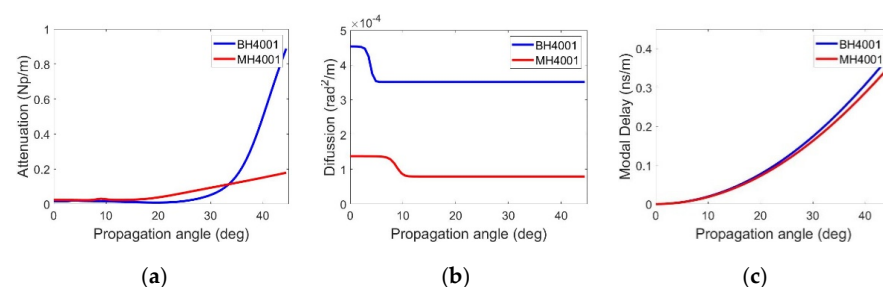 1
0.8
0.6
0.4
0.2
0
0 10 20 30 40
Attenuation (Np/m)
Propagation angle (deg)
BH4001
MH4001
(a)
×10⁻⁴
5
4
3
2
1
0
0 10 20 30 40
Difussion (rad²/m)
Propagation angle (deg)
BH4001
MH4001
(b)
0.4
0.3
0.2
0.1
0
0 10 20 30 40
Modal Delay (ns/m)
Propagation angle (deg)
BH4001
MH4001
(c)